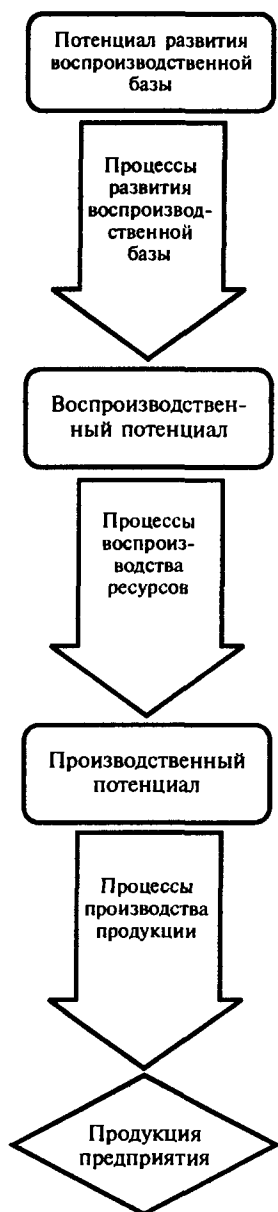 Потенциал развития
воспроизводственной
базы
Процессы
развития
воспроизвод-
ственной
базы
Воспроизводствен-
ный потенциал
Процессы
воспроиз-
водства
ресурсов
Производственный
потенциал
Процессы
производства
продукции
Продукция
предприятия